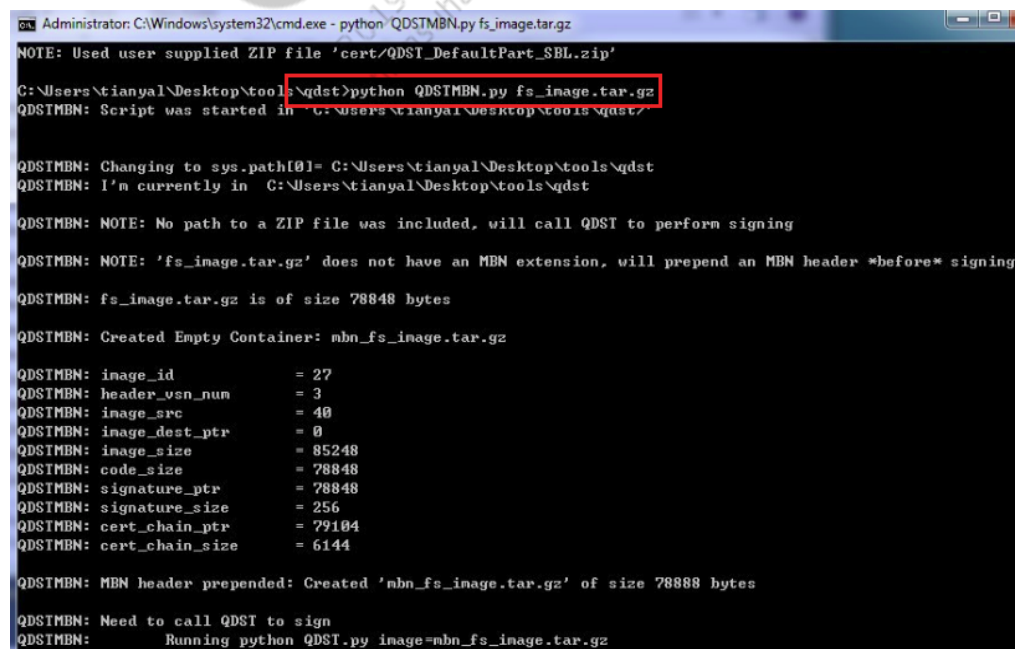 Administrator: C:\Windows\system32\cmd.exe - python QDSTMBN.py fs_image.tar.gz
NOTE: Used user supplied ZIP file 'cert/QDST_DefaultPart_SBL.zip'
C:\Users\tianyal\Desktop\tools\qdst>python QDSTMBN.py fs_image.tar.gz
QDSTMBN: Script was started in 'C:\Users\tianyal\Desktop\tools\qdst/'
QDSTMBN: Changing to sys.path[0]= C:\Users\tianyal\Desktop\tools\qdst
QDSTMBN: I'm currently in C:\Users\tianyal\Desktop\tools\qdst
QDSTMBN: NOTE: No path to a ZIP file was included, will call QDST to perform signing
QDSTMBN: NOTE: 'fs_image.tar.gz' does not have an MBN extension, will prepend an MBN header *before* signing
QDSTMBN: fs_image.tar.gz is of size 78848 bytes
QDSTMBN: Created Empty Container: mbn_fs_image.tar.gz
QDSTMBN: image_id = 27
QDSTMBN: header_vsn_num = 3
QDSTMBN: image_src = 40
QDSTMBN: image_dest_ptr = 0
QDSTMBN: image_size = 85248
QDSTMBN: code_size = 78848
QDSTMBN: signature_ptr = 78848
QDSTMBN: signature_size = 256
QDSTMBN: cert_chain_ptr = 79104
QDSTMBN: cert_chain_size = 6144
QDSTMBN: MBN header prepended: Created 'mbn_fs_image.tar.gz' of size 78888 bytes
QDSTMBN: Need to call QDST to sign
QDSTMBN: Running python QDST.py image=mbn_fs_image.tar.gz